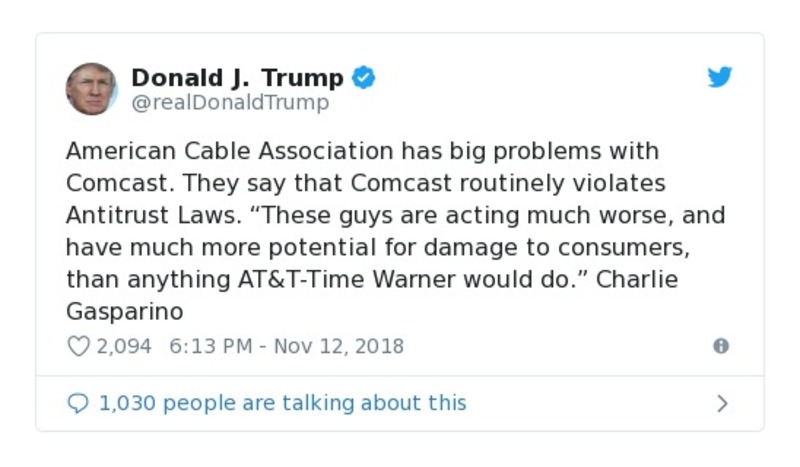 Donald J. Trump
@realDonaldTrump
American Cable Association has big problems with
Comcast. They say that Comcast routinely violates
Antitrust Laws. “These guys are acting much worse, and
have much more potential for damage to consumers,
than anything AT&T-Time Warner would do.” Charlie
Gasparino
2,094 6:13 PM - Nov 12, 2018
1,030 people are talking about this